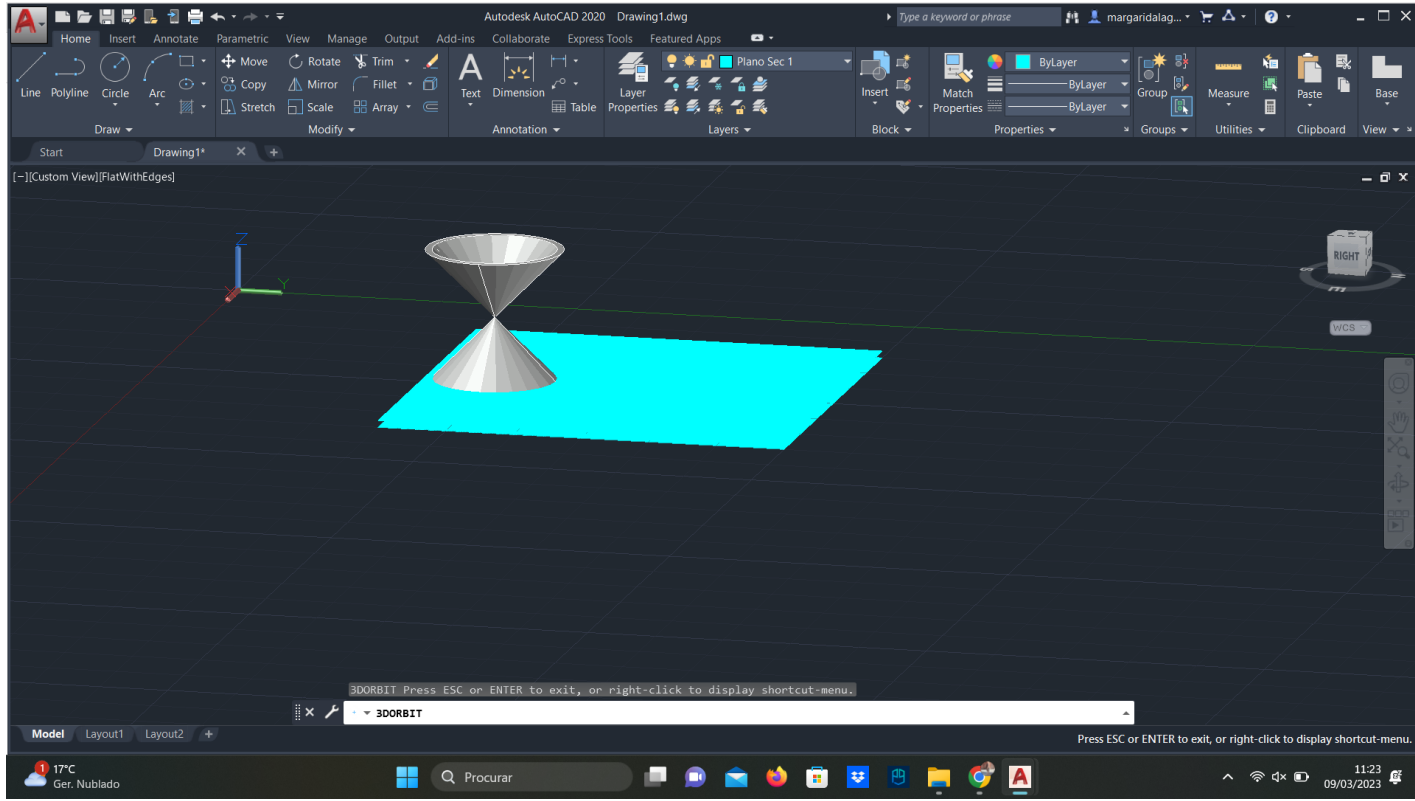 Autodesk AutoCAD 2020 Drawing1.dwg
Type a keyword or phrase
margaridalag...
Home Insert Annotate Parametric View Manage Output Add-ins Collaborate Express Tools Featured Apps
Line Polyline Circle Arc
Move Rotate Trim
Copy Mirror Fillet
Stretch Scale Array
Text Dimension
Table
Layer Properties
Plano Sec 1
Insert
Match Properties
ByLayer
ByLayer
ByLayer
Group
Measure
Paste
Base
Draw Modify Annotation Layers Block Properties Groups Utilities Clipboard View
Start Drawing1*
[−][Custom View][FlatWithEdges]
Z
Y
RIGHT
E
WCS
3DORBIT Press ESC or ENTER to exit, or right-click to display shortcut-menu.
3DORBIT
Model Layout1 Layout2
Press ESC or ENTER to exit, or right-click to display shortcut-menu.
1
17°C
Ger. Nublado
Procurar
11:23
09/03/2023